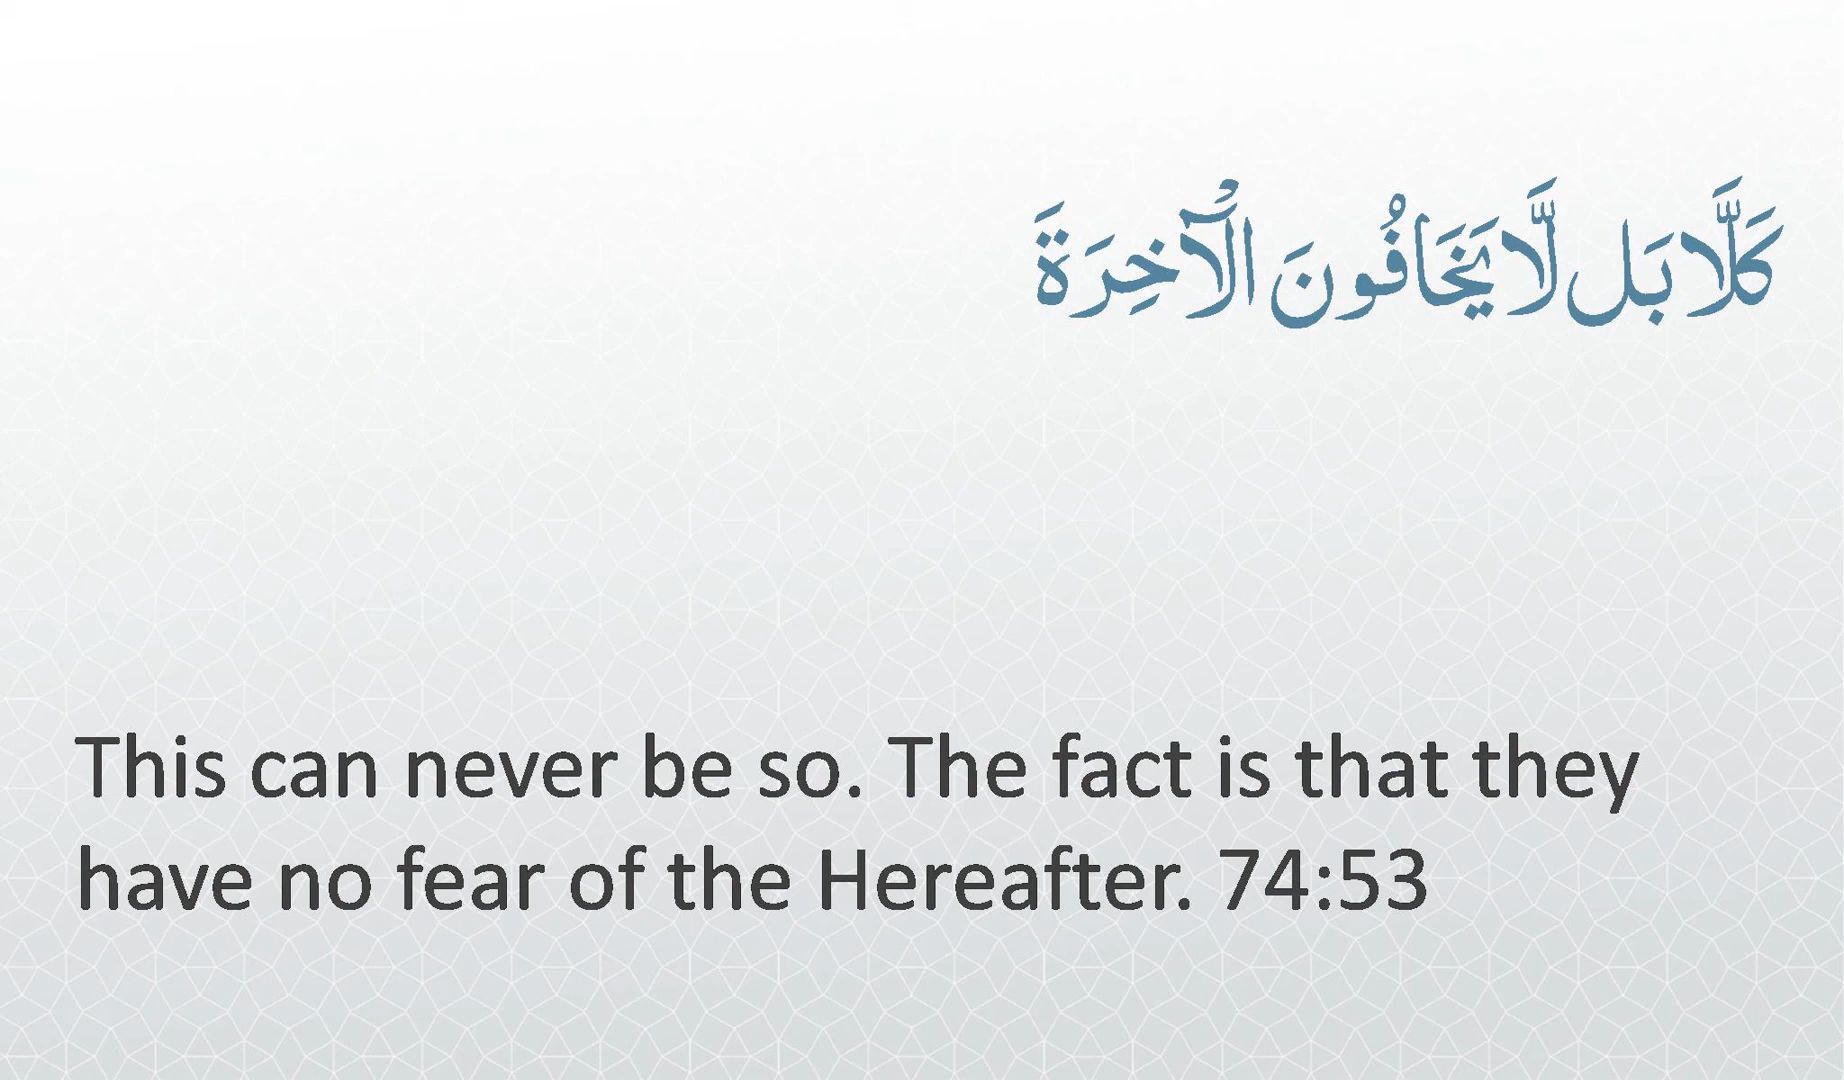 كَلَّا بَل لَّا يَخَافُونَ الْآخِرَةَ
This can never be so. The fact is that they
have no fear of the Hereafter. 74:53